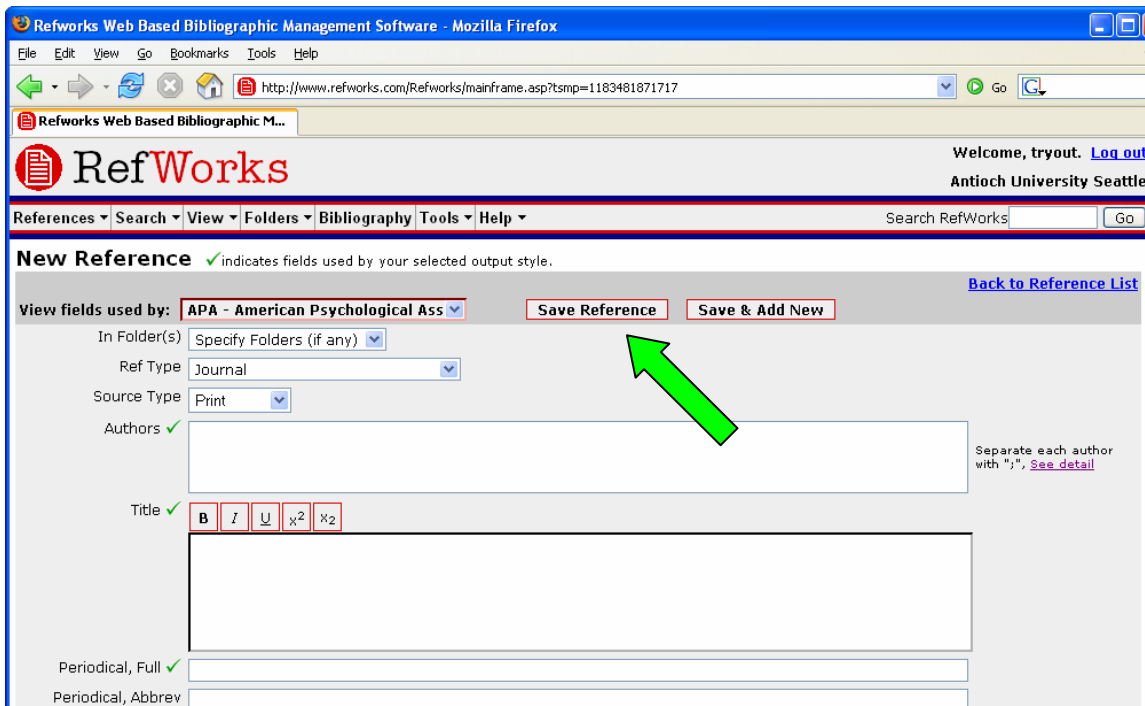 Refworks Web Based Bibliographic Management Software - Mozilla Firefox
File Edit View Go Bookmarks Tools Help
http://www.refworks.com/Refworks/mainframe.asp?tsmp=1183481871717 Go G
Refworks Web Based Bibliographic M...
RefWorks
Welcome, tryout. Log out
Antioch University Seattle
References Search View Folders Bibliography Tools Help Search RefWorks Go
New Reference ✓indicates fields used by your selected output style.
Back to Reference List
View fields used by: APA - American Psychological Ass Save Reference Save & Add New
In Folder(s) Specify Folders (if any)
Ref Type Journal
Source Type Print
Authors ✓
Separate each author
with ";", See detail
Title ✓ B I U x² x₂
Periodical, Full ✓
Periodical, Abbrev